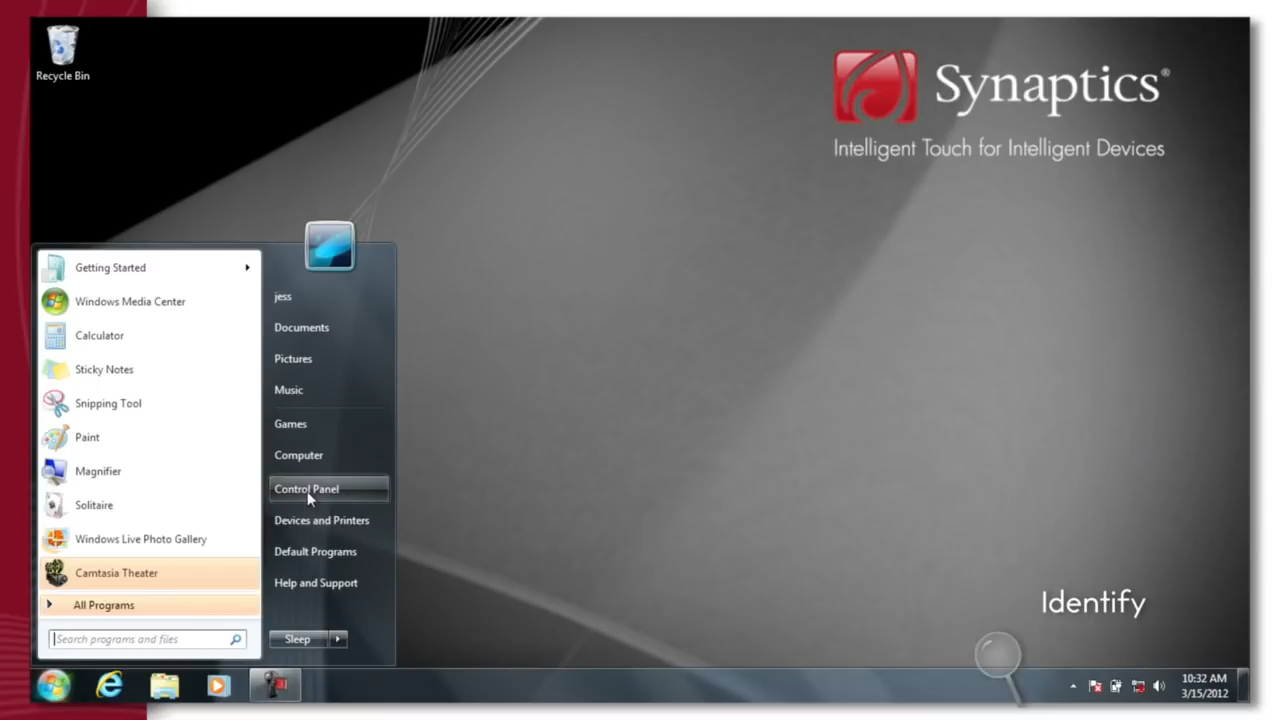 Recycle Bin
Synaptics®
Intelligent Touch for Intelligent Devices
Getting Started
Windows Media Center
Calculator
Sticky Notes
Snipping Tool
Paint
Magnifier
Solitaire
Windows Live Photo Gallery
Camtasia Theater
All Programs
Search programs and files
jess
Documents
Pictures
Music
Games
Computer
Control Panel
Devices and Printers
Default Programs
Help and Support
Sleep
Identify
10:32 AM
3/15/2012